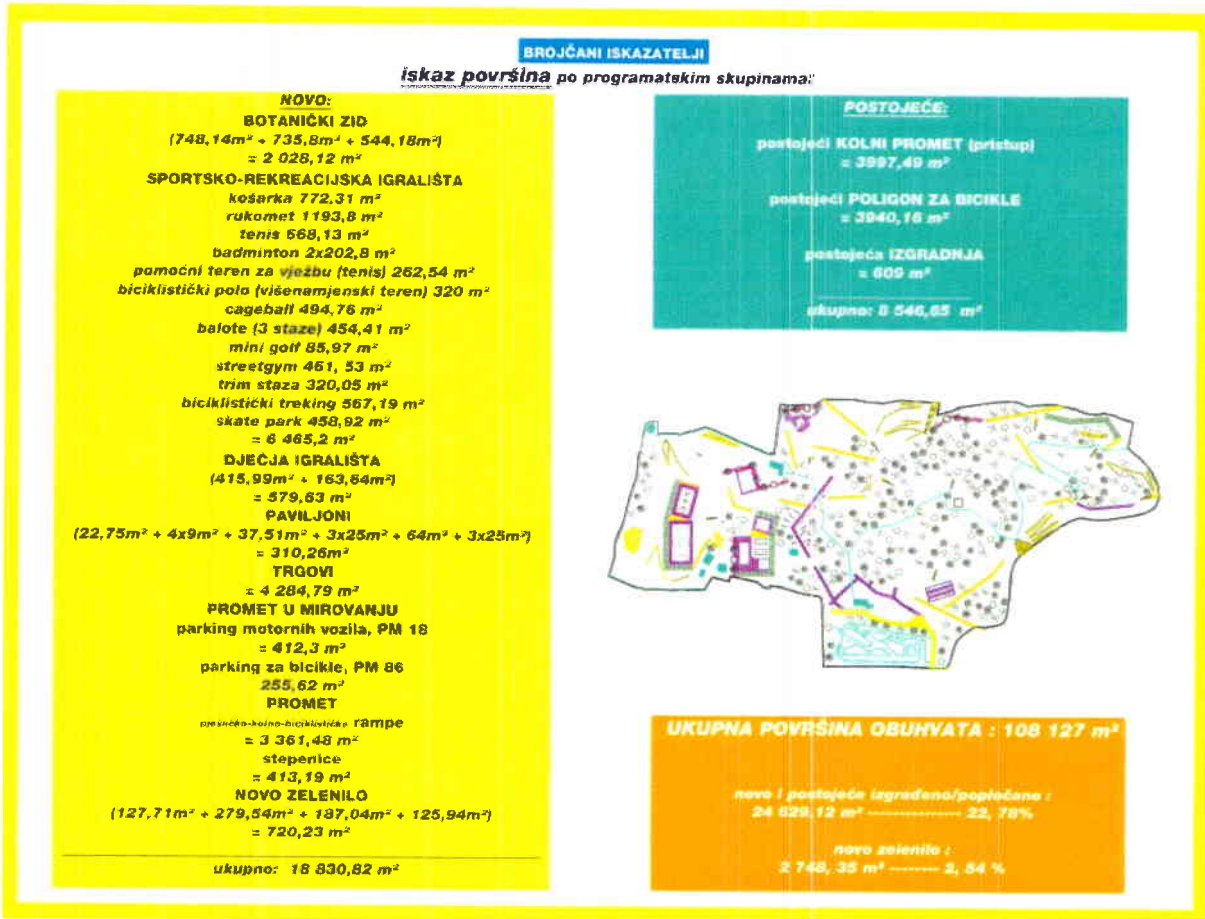 BROJČANI ISKAZATELJI
iskaz površina po programatskim skupinama:
NOVO:
BOTANIČKI ZID
(748,14m² + 735,8m² + 544,18m²)
= 2 028,12 m²
SPORTSKO-REKREACIJSKA IGRALIŠTA
košarka 772,31 m²
rukomet 1193,8 m²
tenis 668,13 m²
badminton 2x202,8 m²
pomoćni teren za vježbu (tenis) 262,54 m²
biciklistički polo (višenamjenski teren) 320 m²
cageball 494,76 m²
balote (3 staze) 454,41 m²
mini golf 85,97 m²
streetgym 461, 53 m²
trim staza 320,05 m²
biciklistički treking 567,19 m²
skate park 458,92 m²
= 6 465,2 m²
DJEČJA IGRALIŠTA
(415,99m² + 163,64m²)
= 579,63 m²
PAVILJONI
(22,75m² + 4x9m² + 37,51m² + 3x25m² + 64m² + 3x25m²)
= 310,26m²
TRGOVI
= 4 284,79 m²
PROMET U MIROVANJU
parking motornih vozila, PM 18
= 412,3 m²
parking za bicikle, PM 86
255,62 m²
PROMET
pješačko-kolno-biciklističke rampe
= 3 361,48 m²
stepenice
= 413,19 m²
NOVO ZELENILO
(127,71m² + 279,54m² + 187,04m² + 125,94m²)
= 720,23 m²
ukupno: 18 830,82 m²
POSTOJEĆE:
postojeći KOLNI PROMET (pristup)
= 3997,49 m²
postojeći POLIGON ZA BICIKLE
= 3940,16 m²
postojeća IZGRADNJA
= 609 m²
ukupno: 8 546,65 m²
UKUPNA POVRŠINA OBUHVATA : 108 127 m²
novo i postojeće izgrađeno/popločano :
24 629,12 m² --------------- 22, 78%
novo zelenilo :
2 748, 35 m² -------- 2, 54 %